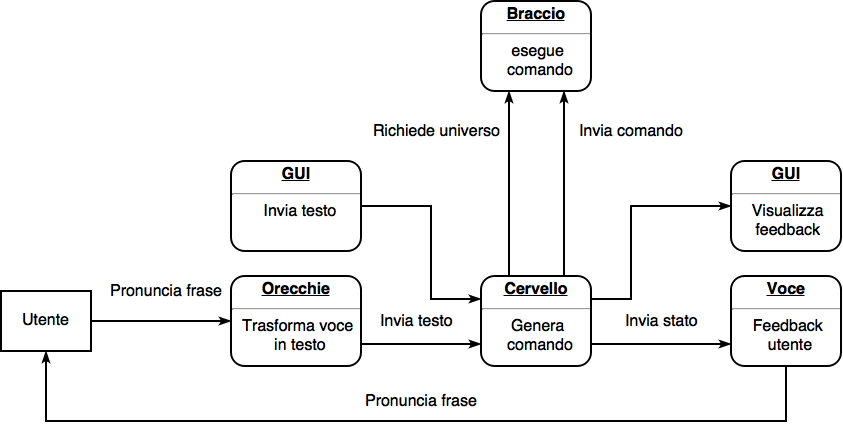 Braccio
esegue
comando
Richiede universo
Invia comando
GUI
Invia testo
GUI
Visualizza
feedback
Utente
Pronuncia frase
Orecchie
Trasforma voce
in testo
Invia testo
Cervello
Genera
comando
Invia stato
Voce
Feedback
utente
Pronuncia frase